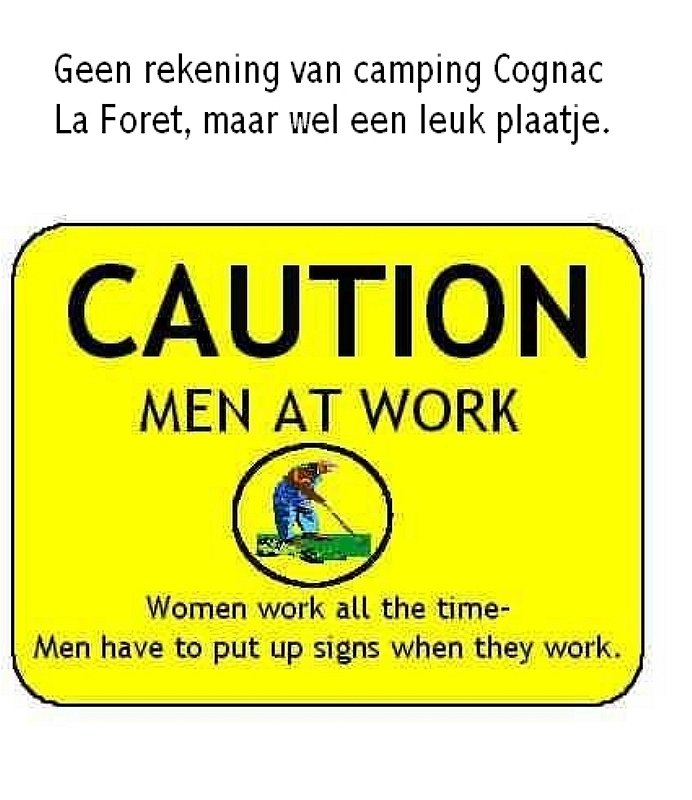 Geen rekening van camping Cognac
La Foret, maar wel een leuk plaatje.
CAUTION
MEN AT WORK
Women work all the time-
Men have to put up signs when they work.